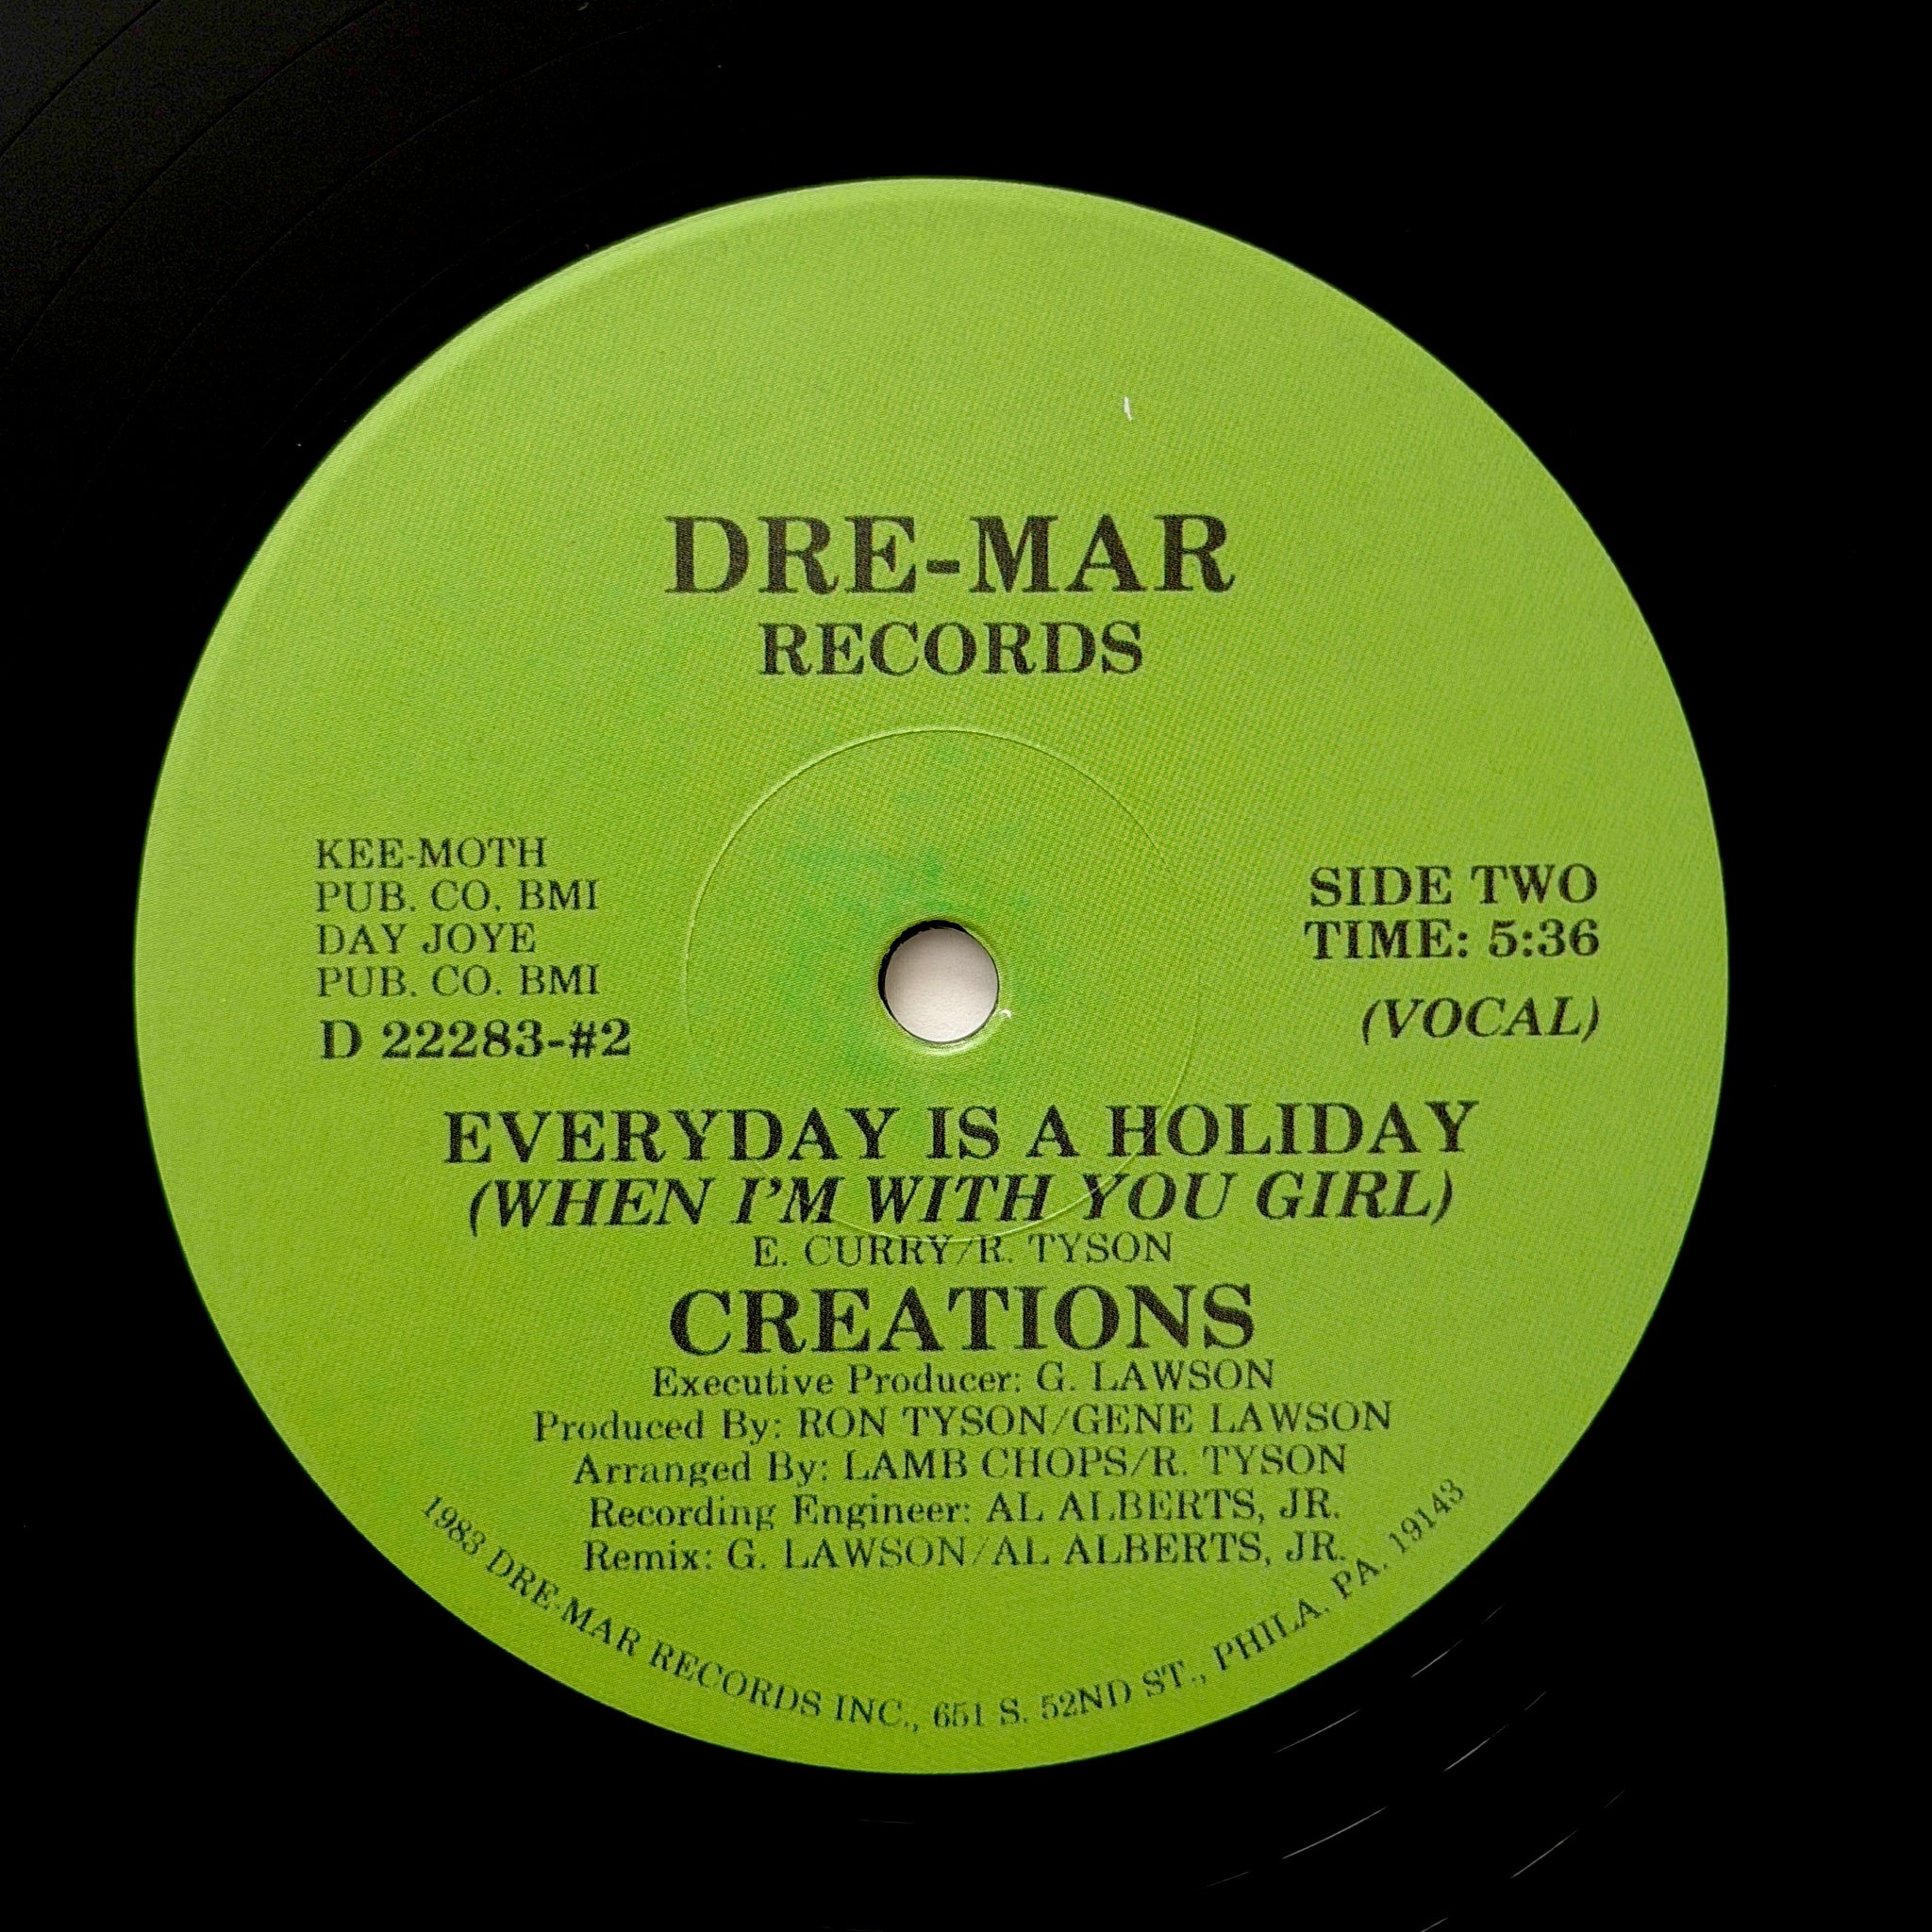 DRE-MAR
RECORDS
KEE-MOTH
PUB. CO. BMI
DAY JOYE
PUB. CO. BMI
D 22283-#2
SIDE TWO
TIME: 5:36
(VOCAL)
EVERYDAY IS A HOLIDAY
(WHEN I'M WITH YOU GIRL)
E. CURRY/R. TYSON
CREATIONS
Executive Producer: G. LAWSON
Produced By: RON TYSON/GENE LAWSON
Arranged By: LAMB CHOPS/R. TYSON
Recording Engineer: AL ALBERTS, JR.
Remix: G. LAWSON/AL ALBERTS, JR.
1983 DRE-MAR RECORDS INC., 651 S. 52ND ST., PHILA. PA. 19143